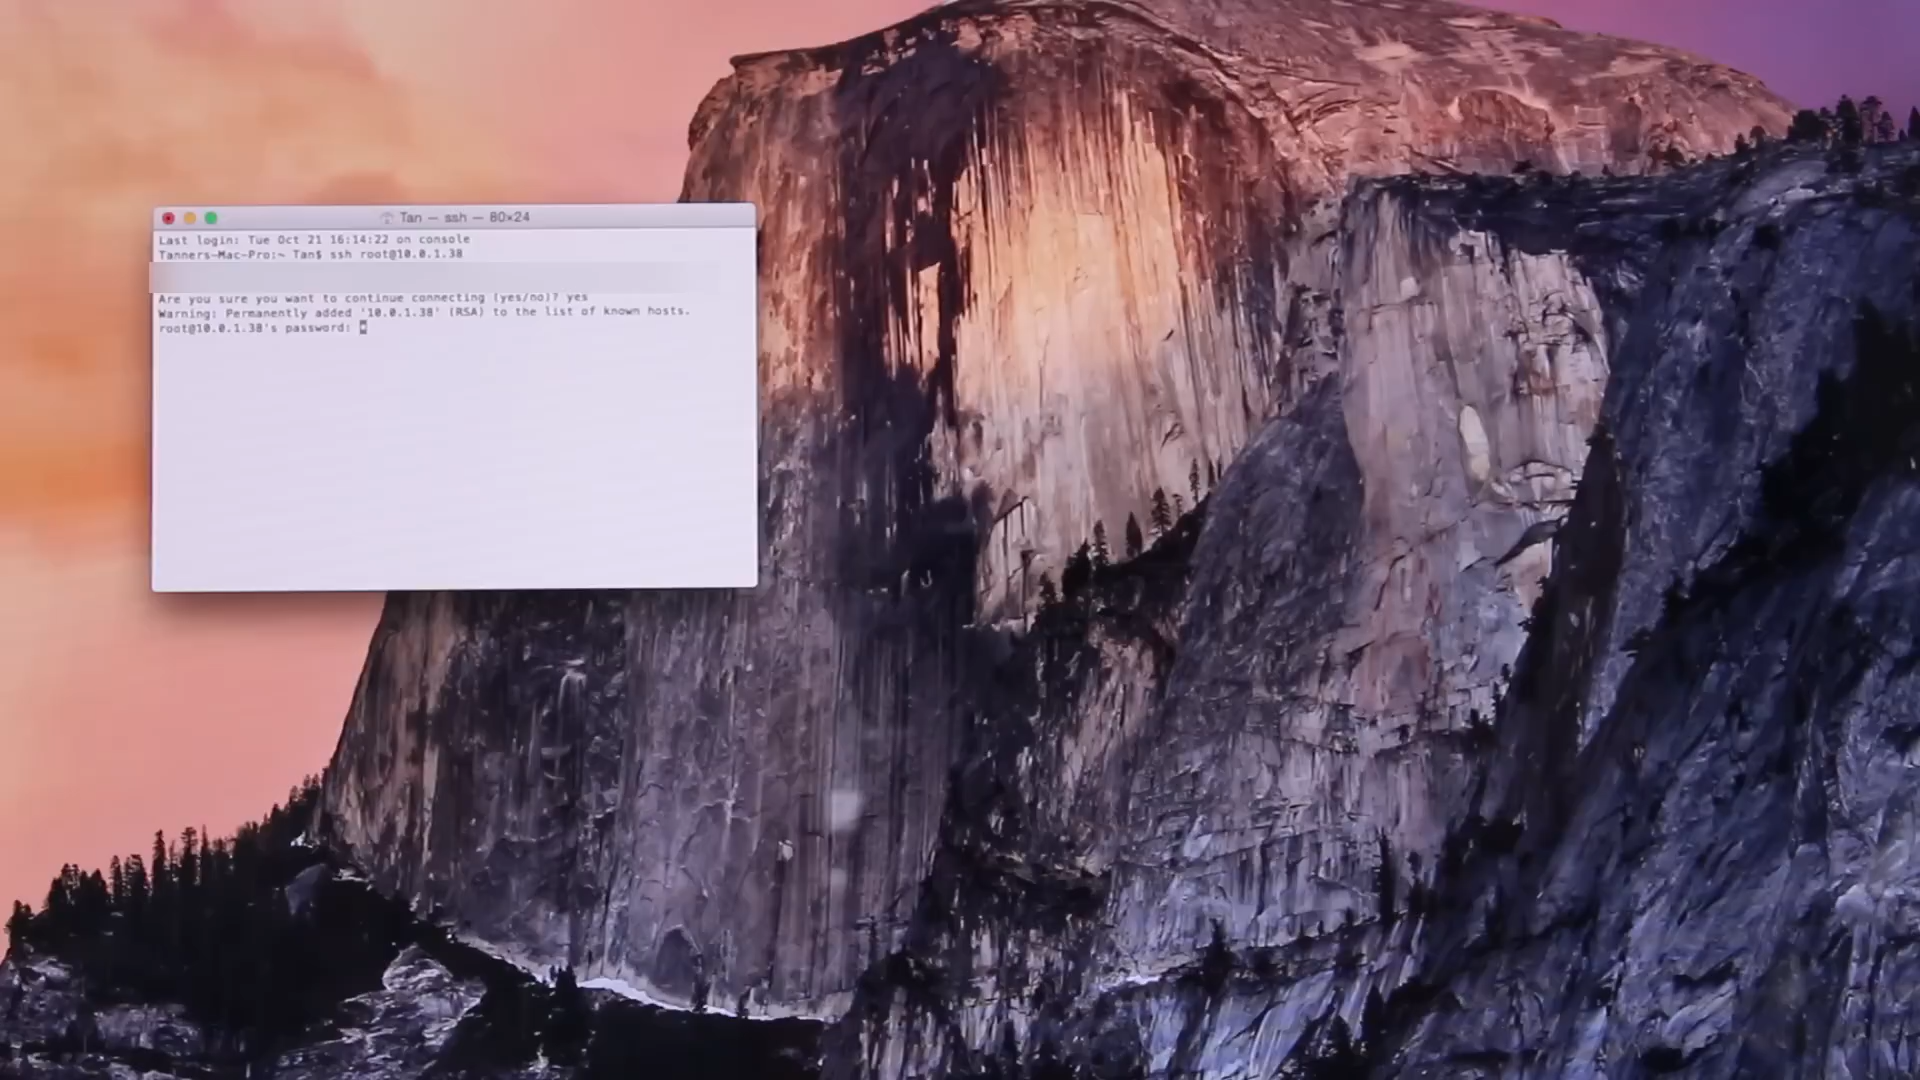 Tan — ssh — 80×24
Last login: Tue Oct 21 16:14:22 on console
Tanners-Mac-Pro:~ Tan$ ssh root@10.0.1.38
Are you sure you want to continue connecting (yes/no)? yes
Warning: Permanently added '10.0.1.38' (RSA) to the list of known hosts.
root@10.0.1.38's password: